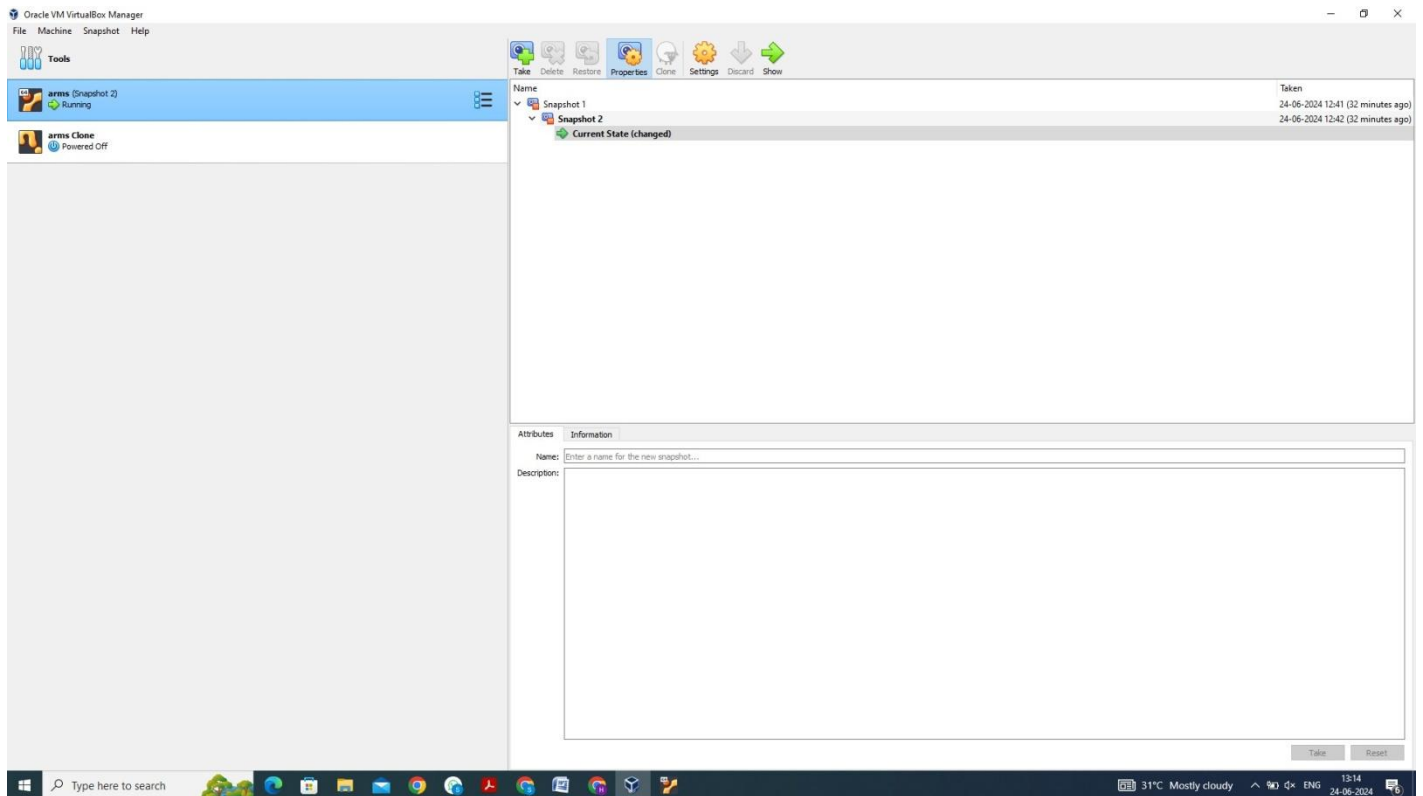 Oracle VM VirtualBox Manager
File Machine Snapshot Help
Tools
Take Delete Restore Properties Clone Settings Discard Show
64
arms (Snapshot 2)
Running
arms Clone
Powered Off
Name Taken
Snapshot 1 24-06-2024 12:41 (32 minutes ago)
Snapshot 2 24-06-2024 12:42 (32 minutes ago)
Current State (changed)
Attributes Information
Name: Enter a name for the new snapshot...
Description:
Take Reset
Type here to search
31°C Mostly cloudy ENG
13:14
24-06-2024
6